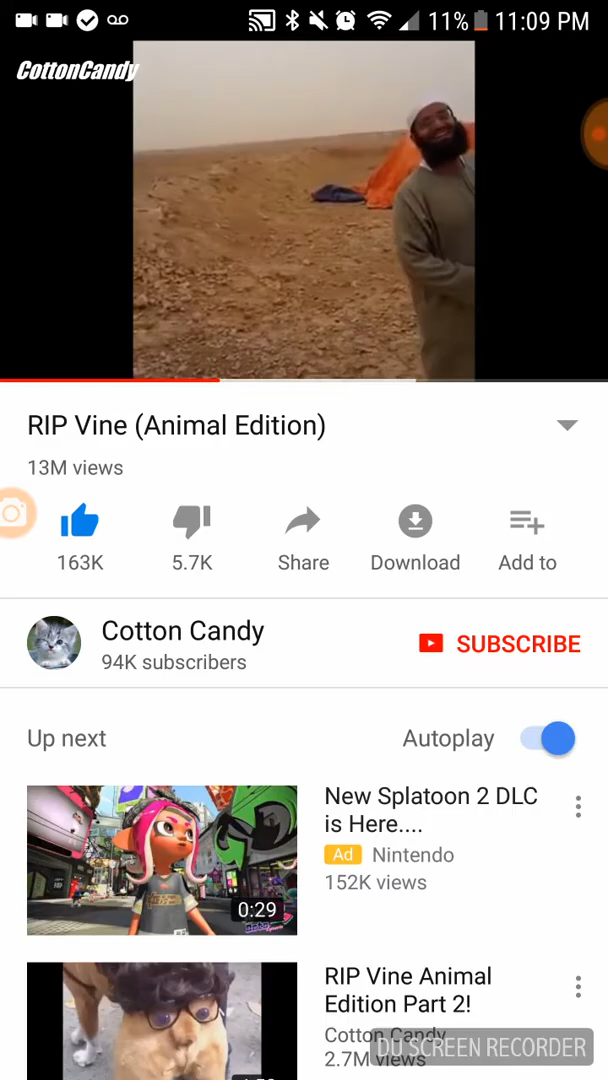 11% 11:09 PM
CottonCandy
RIP Vine (Animal Edition)
13M views
163K
5.7K
Share
Download
Add to
Cotton Candy
94K subscribers
SUBSCRIBE
Up next
Autoplay
New Splatoon 2 DLC
is Here....
Ad Nintendo
152K views
0:29
RIP Vine Animal
Edition Part 2!
Cotton Candy
2.7M views
DU SCREEN RECORDER